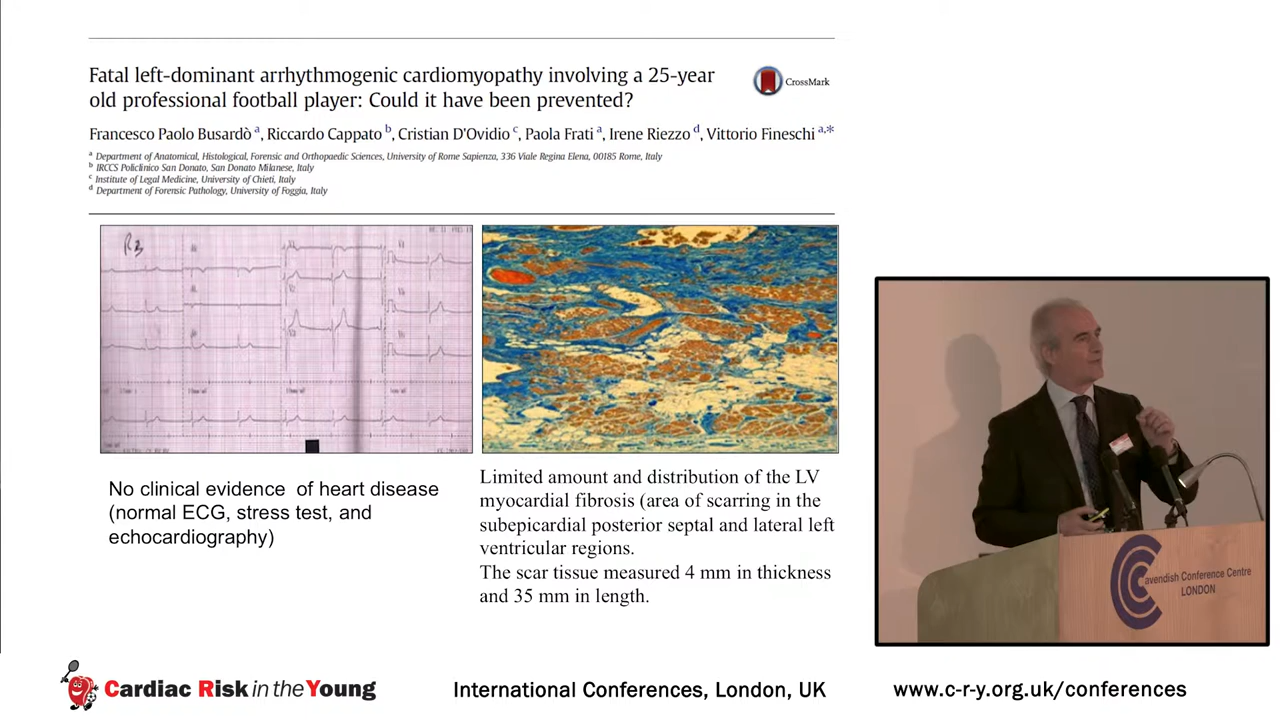 Fatal left-dominant arrhythmogenic cardiomyopathy involving a 25-year
old professional football player: Could it have been prevented?
CrossMark
Francesco Paolo Busardò a, Riccardo Cappato b, Cristian D'Ovidio c, Paola Frati a, Irene Riezzo d, Vittorio Fineschi a,*
a Department of Anatomical, Histological, Forensic and Orthopaedic Sciences, University of Rome Sapienza, 336 Viale Regina Elena, 00185 Rome, Italy
b IRCCS Policlinico San Donato, San Donato Milanese, Italy
c Institute of Legal Medicine, University of Chieti, Italy
d Department of Forensic Pathology, University of Foggia, Italy
No clinical evidence of heart disease
(normal ECG, stress test, and
echocardiography)
Limited amount and distribution of the LV
myocardial fibrosis (area of scarring in the
subepicardial posterior septal and lateral left
ventricular regions.
The scar tissue measured 4 mm in thickness
and 35 mm in length.
avendish Conference Centre
LONDON
Cardiac Risk in the Young
International Conferences, London, UK
www.c-r-y.org.uk/conferences